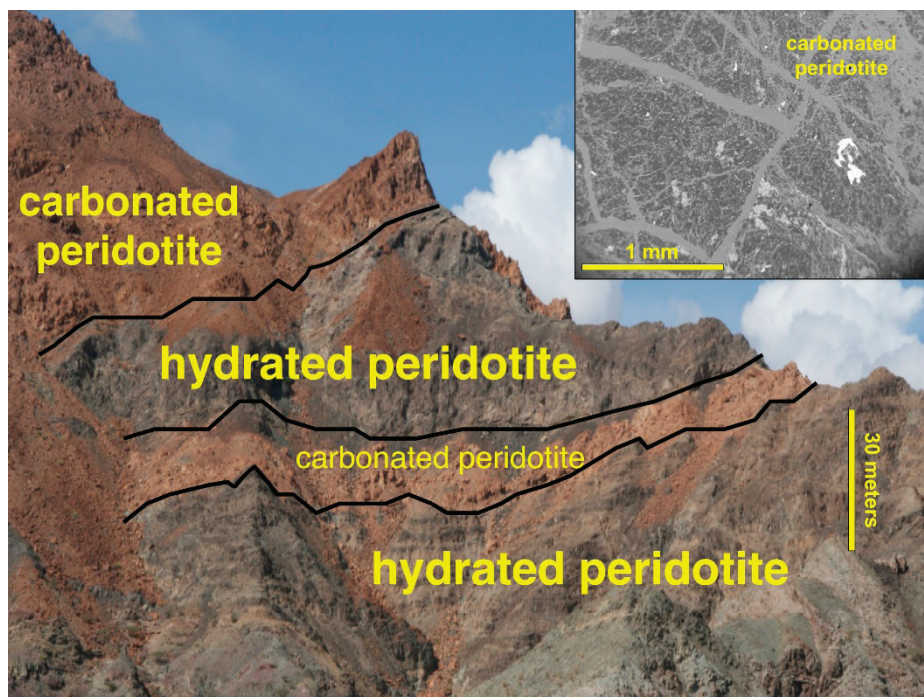 carbonated
peridotite
1 mm
carbonated
peridotite
hydrated peridotite
carbonated peridotite
30 meters
hydrated peridotite